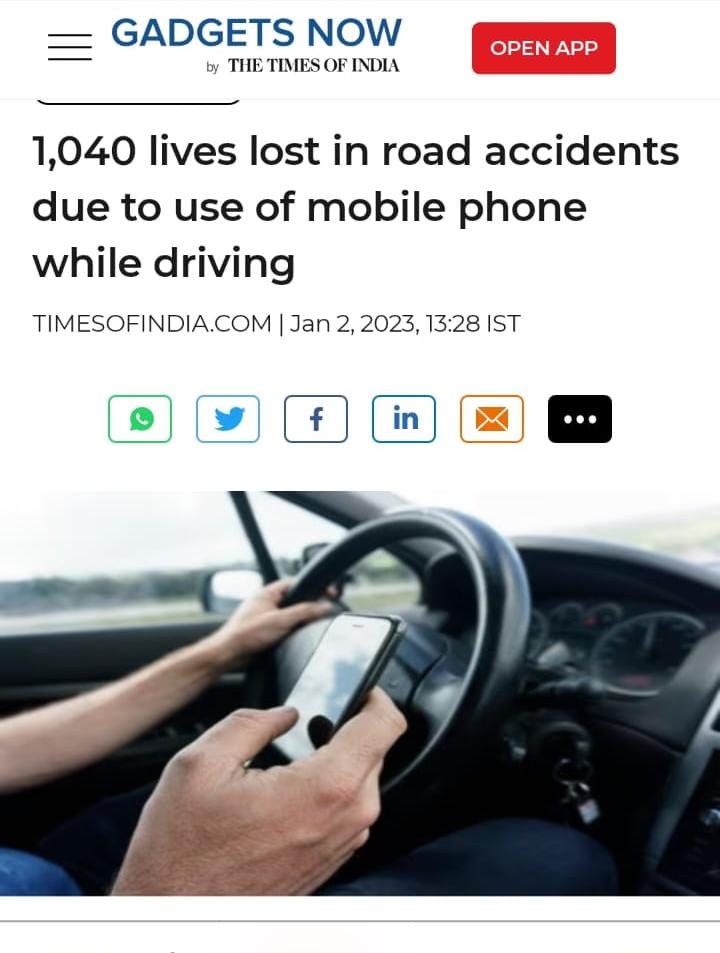 GADGETS NOW
by THE TIMES OF INDIA
OPEN APP
1,040 lives lost in road accidents
due to use of mobile phone
while driving
TIMESOFINDIA.COM | Jan 2, 2023, 13:28 IST